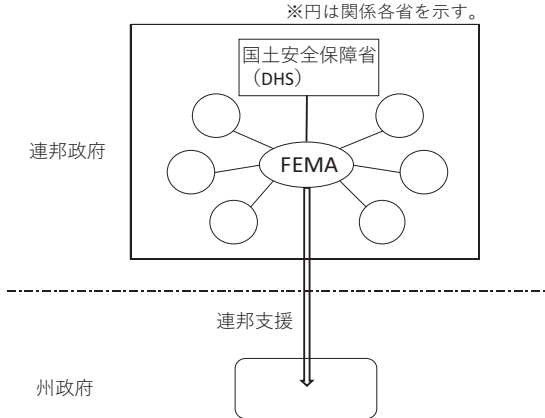 ※円は関係各省を示す。
国土安全保障省
（DHS）
連邦政府
FEMA
連邦支援
州政府